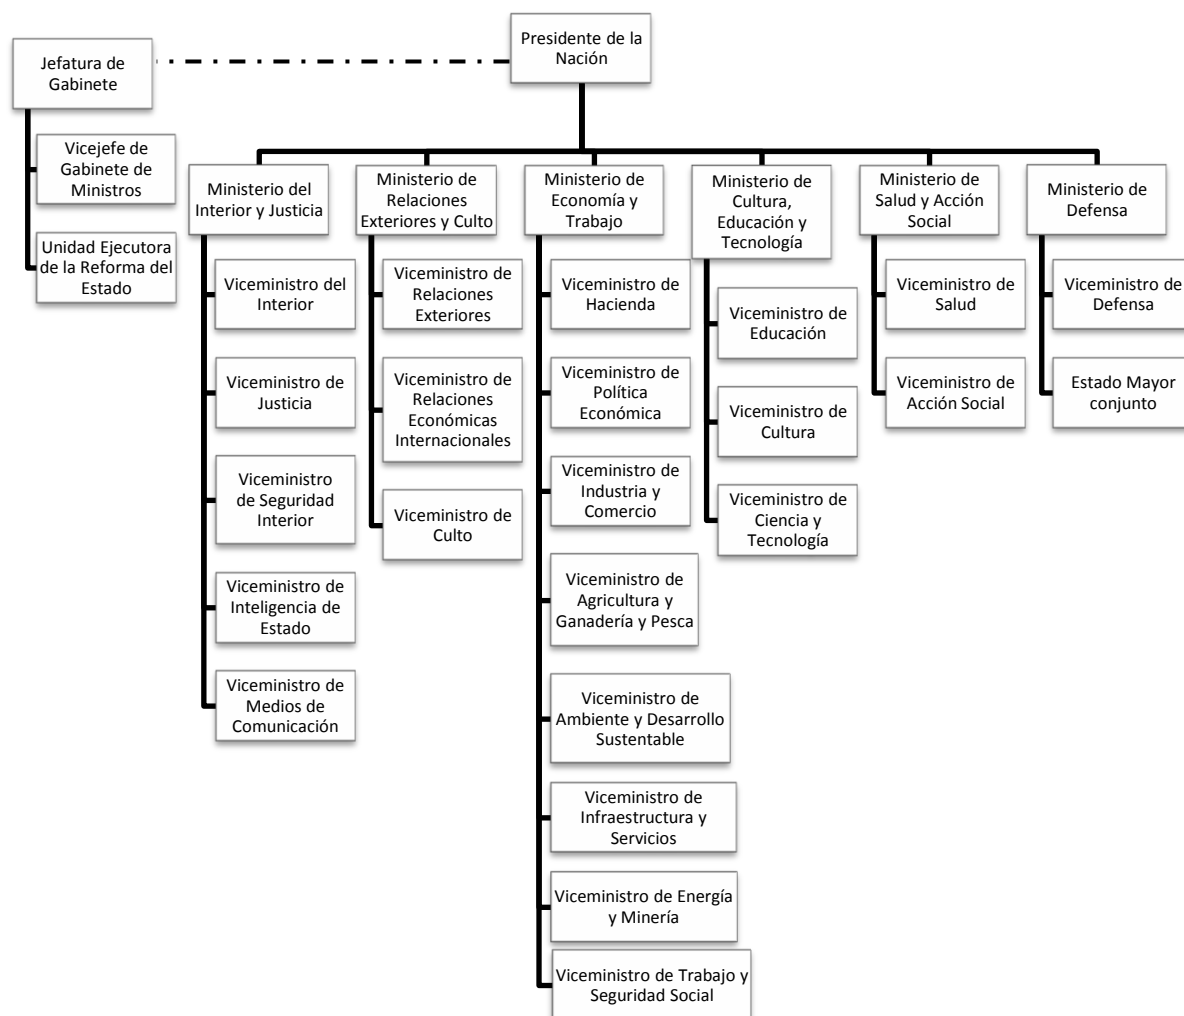 Presidente de la
Nación
Jefatura de
Gabinete
Vicejefe de
Gabinete de
Ministros
Unidad Ejecutora
de la Reforma del
Estado
Ministerio del
Interior y Justicia
Viceministro del
Interior
Viceministro de
Justicia
Viceministro
de Seguridad
Interior
Viceministro de
Inteligencia de
Estado
Viceministro de
Medios de
Comunicación
Ministerio de
Relaciones
Exteriores y Culto
Viceministro de
Relaciones
Exteriores
Viceministro de
Relaciones
Económicas
Internacionales
Viceministro de
Culto
Ministerio de
Economía y
Trabajo
Viceministro de
Hacienda
Viceministro de
Política
Económica
Viceministro de
Industria y
Comercio
Viceministro de
Agricultura y
Ganadería y Pesca
Viceministro de
Ambiente y Desarrollo
Sustentable
Viceministro de
Infraestructura y
Servicios
Viceministro de Energía
y Minería
Viceministro de Trabajo y
Seguridad Social
Ministerio de
Cultura,
Educación y
Tecnología
Viceministro de
Educación
Viceministro de
Cultura
Viceministro de
Ciencia y
Tecnología
Ministerio de
Salud y Acción
Social
Viceministro de
Salud
Viceministro de
Acción Social
Ministerio de
Defensa
Viceministro de
Defensa
Estado Mayor
conjunto